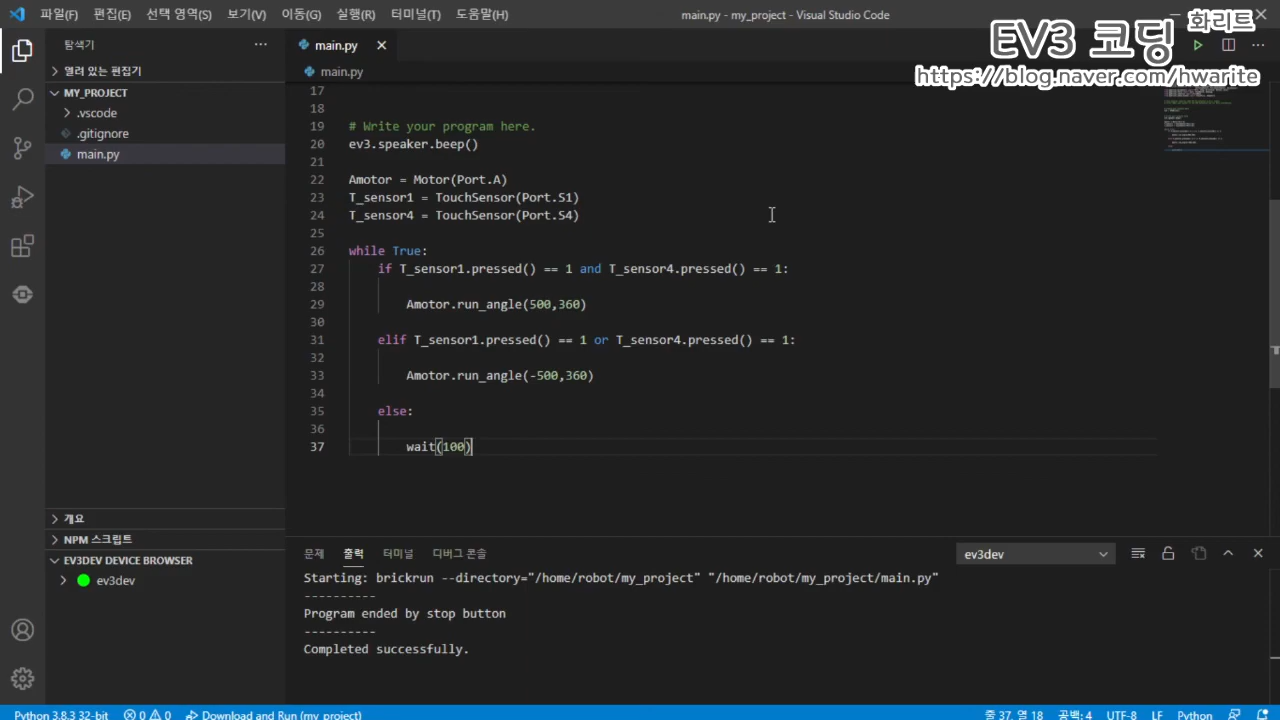 파일(F) 편집(E) 선택 영역(S) 보기(V) 이동(G) 실행(R) 터미널(T) 도움말(H) main.py - my_project - Visual Studio Code
EV3 코딩 화리트
https://blog.naver.com/hwarite
탐색기
열려 있는 편집기
MY_PROJECT
.vscode
.gitignore
main.py
개요
NPM 스크립트
EV3DEV DEVICE BROWSER
ev3dev
main.py
main.py
17
18
19 # Write your program here.
20 ev3.speaker.beep()
21
22 Amotor = Motor(Port.A)
23 T_sensor1 = TouchSensor(Port.S1)
24 T_sensor4 = TouchSensor(Port.S4)
25
26 while True:
27 if T_sensor1.pressed() == 1 and T_sensor4.pressed() == 1:
28
29 Amotor.run_angle(500,360)
30
31 elif T_sensor1.pressed() == 1 or T_sensor4.pressed() == 1:
32
33 Amotor.run_angle(-500,360)
34
35 else:
36
37 wait(100)
문제 출력 터미널 디버그 콘솔 ev3dev
Starting: brickrun --directory="/home/robot/my_project" "/home/robot/my_project/main.py"
----------
Program ended by stop button
----------
Completed successfully.
Python 3.8.3 32-bit 0 0 Download and Run (my_project) 줄 37, 열 18 공백: 4 UTF-8 LF Python